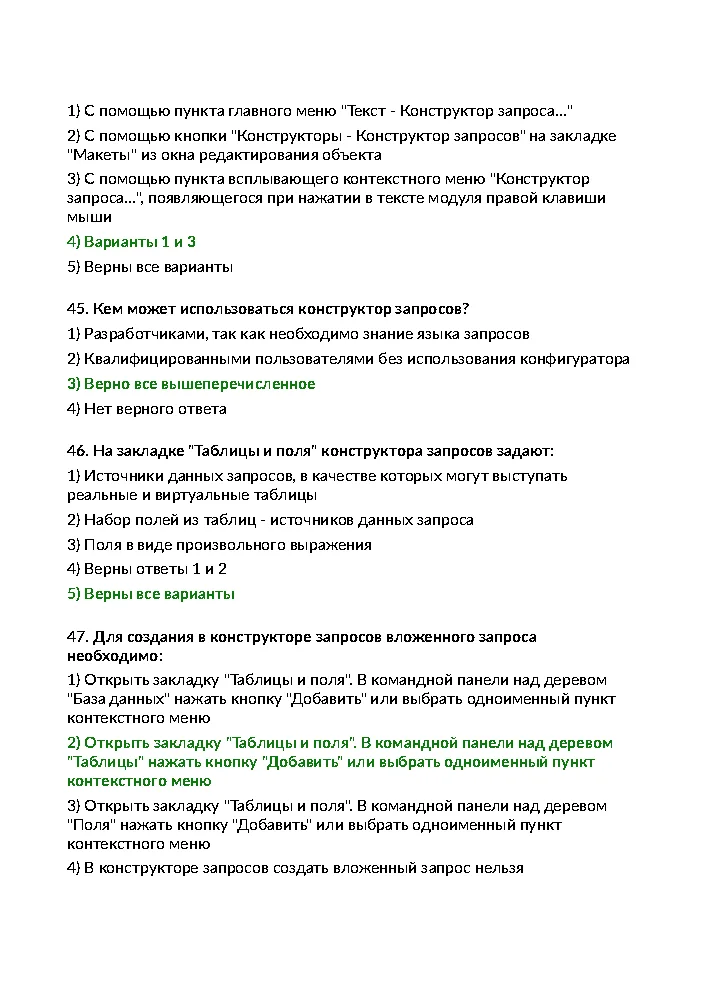 1) С помощью пункта главного меню "Текст - Конструктор запроса..."
2) С помощью кнопки "Конструкторы - Конструктор запросов" на закладке
"Макеты" из окна редактирования объекта
3) С помощью пункта всплывающего контекстного меню "Конструктор
запроса...", появляющегося при нажатии в тексте модуля правой клавиши
мыши
4) Варианты 1 и 3
5) Верны все варианты
45. Кем может использоваться конструктор запросов?
1) Разработчиками, так как необходимо знание языка запросов
2) Квалифицированными пользователями без использования конфигуратора
3) Верно все вышеперечисленное
4) Нет верного ответа
46. На закладке "Таблицы и поля" конструктора запросов задают:
1) Источники данных запросов, в качестве которых могут выступать
реальные и виртуальные таблицы
2) Набор полей из таблиц - источников данных запроса
3) Поля в виде произвольного выражения
4) Верны ответы 1 и 2
5) Верны все варианты
47. Для создания в конструкторе запросов вложенного запроса
необходимо:
1) Открыть закладку "Таблицы и поля". В командной панели над деревом
"База данных" нажать кнопку "Добавить" или выбрать одноименный пункт
контекстного меню
2) Открыть закладку "Таблицы и поля". В командной панели над деревом
"Таблицы" нажать кнопку "Добавить" или выбрать одноименный пункт
контекстного меню
3) Открыть закладку "Таблицы и поля". В командной панели над деревом
"Поля" нажать кнопку "Добавить" или выбрать одноименный пункт
контекстного меню
4) В конструкторе запросов создать вложенный запрос нельзя